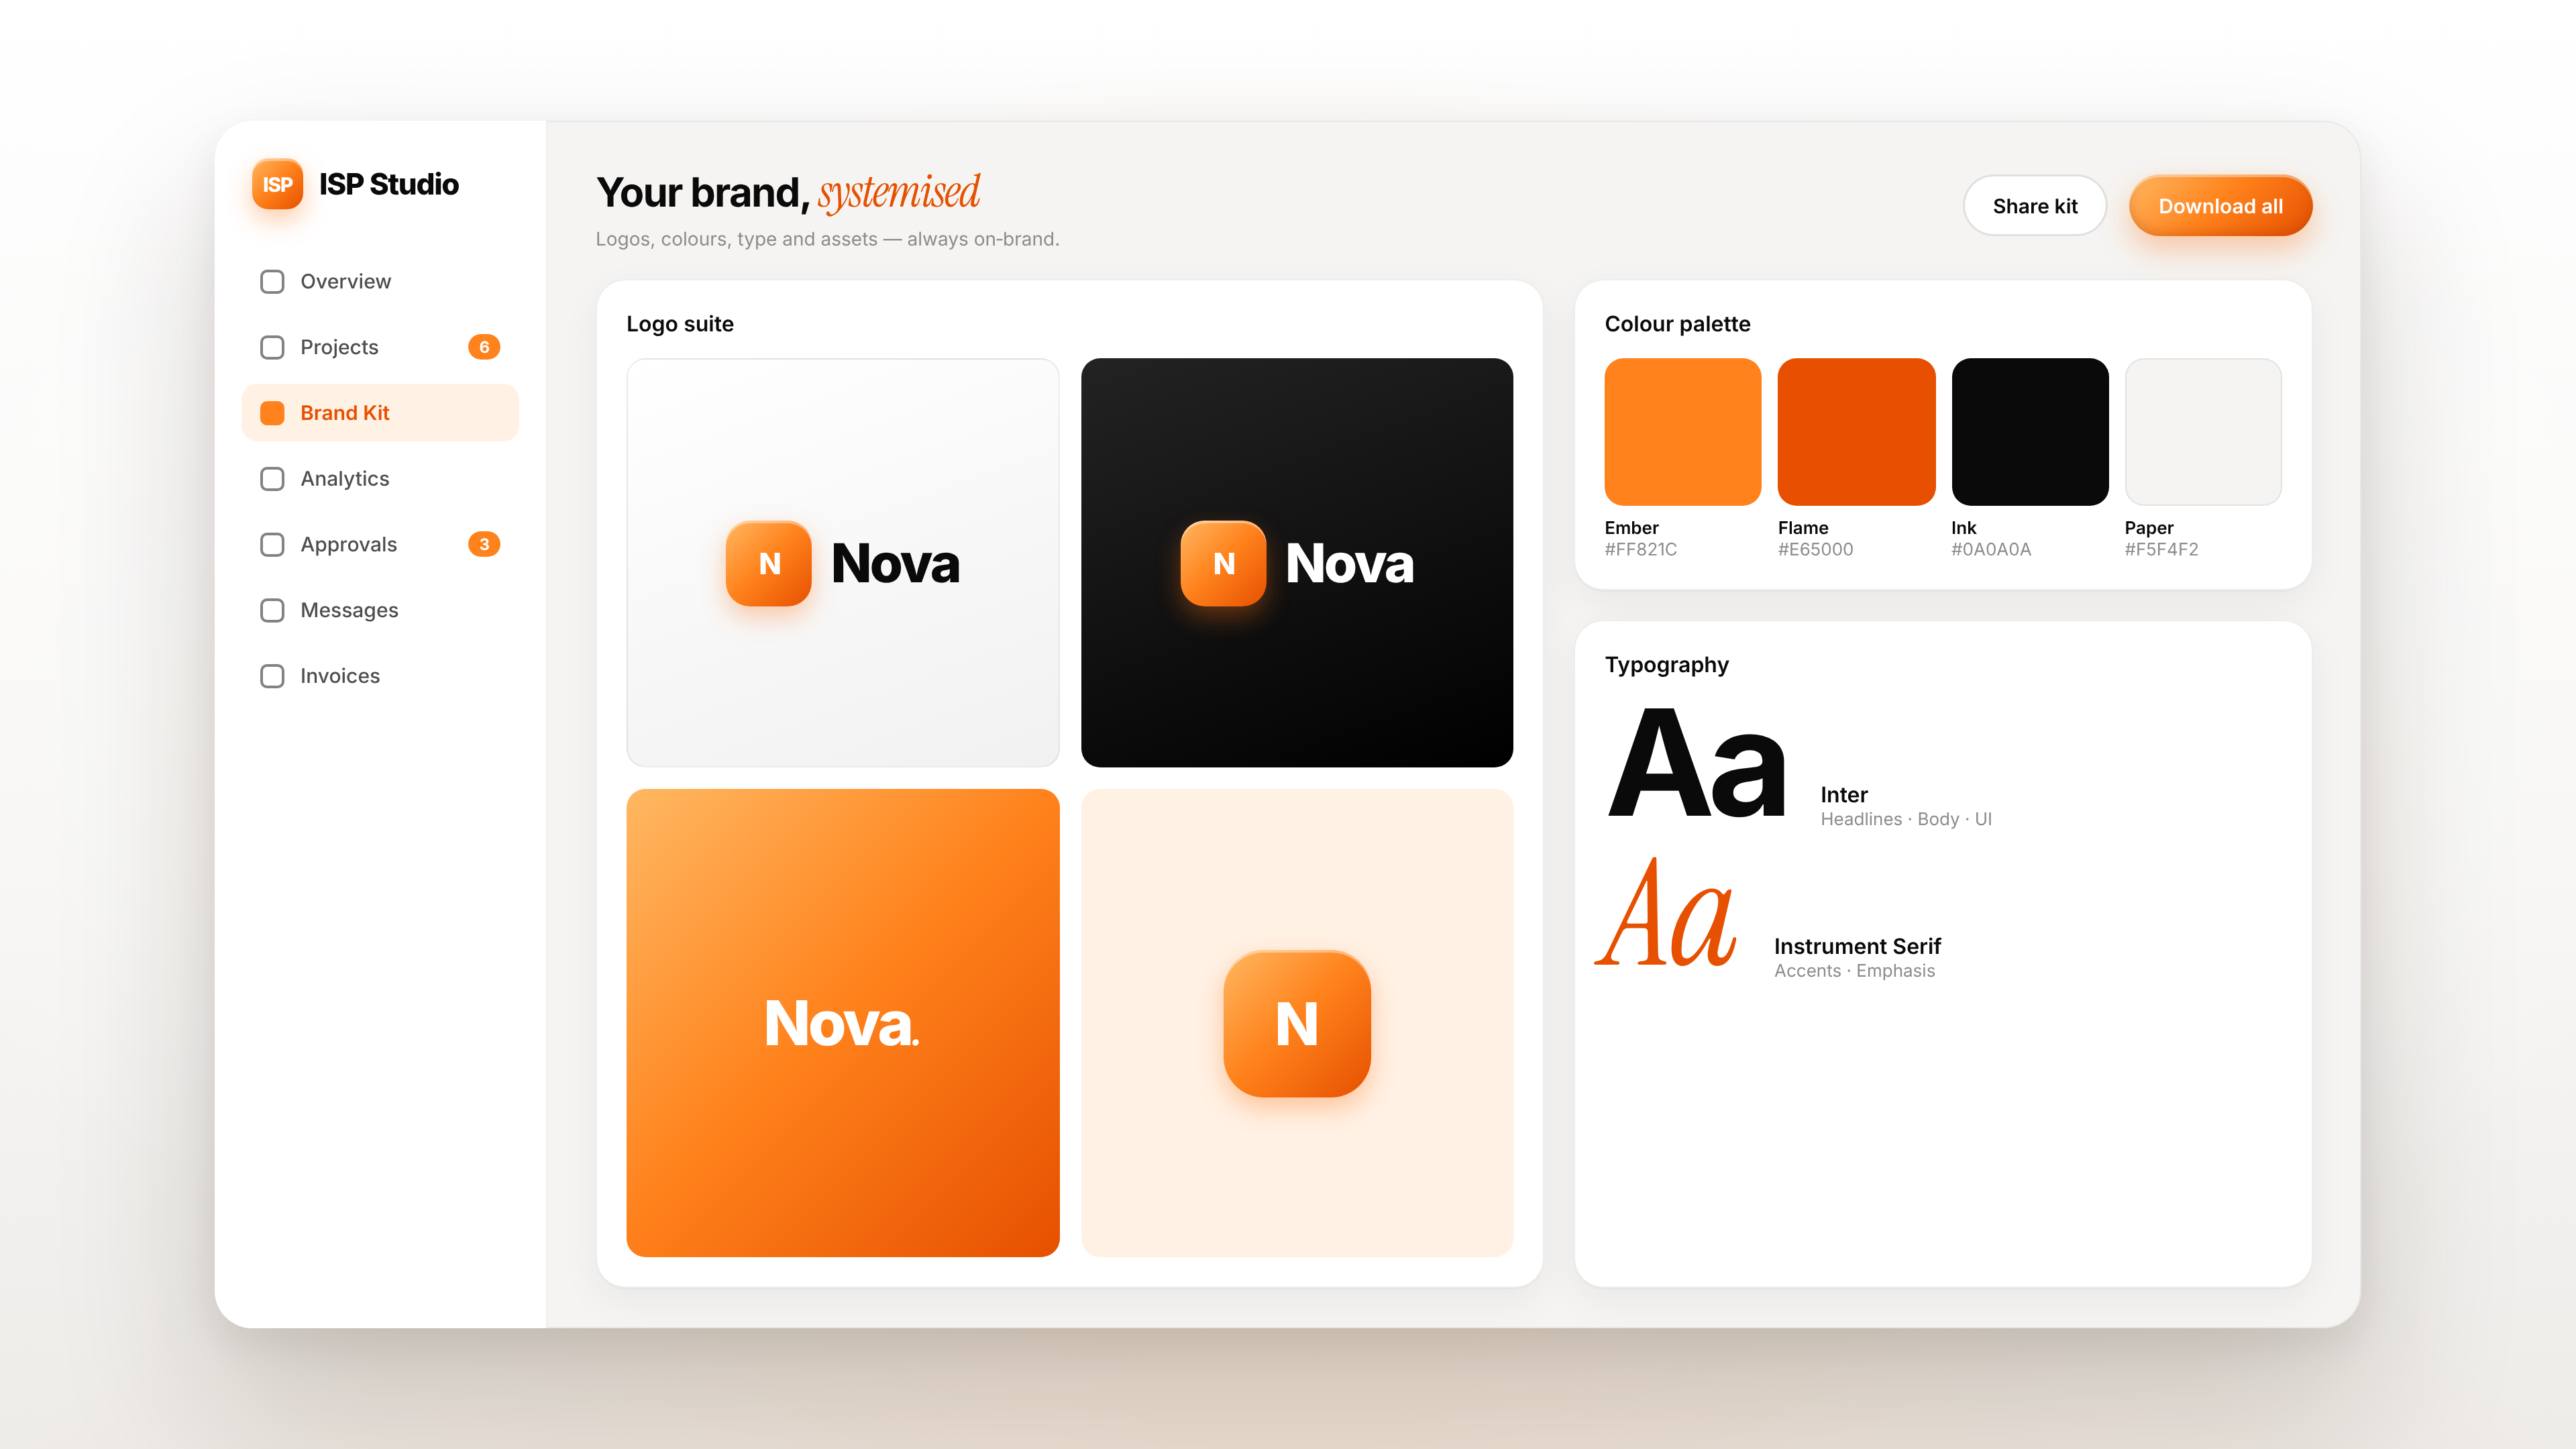 ISP
ISP Studio
Overview
Projects
6
Brand Kit
Analytics
Approvals
3
Messages
Invoices
Your brand, systemised
Logos, colours, type and assets — always on-brand.
Share kit
Download all
Logo suite
N
Nova
N
Nova
Nova.
N
Colour palette
Ember
#FF821C
Flame
#E65000
Ink
#0A0A0A
Paper
#F5F4F2
Typography
Aa
Inter
Headlines · Body · UI
Aa
Instrument Serif
Accents · Emphasis